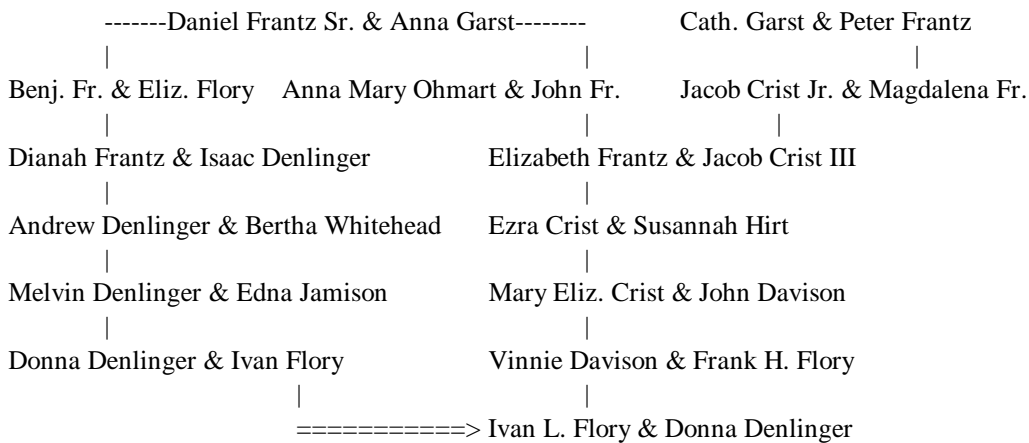 -------Daniel Frantz Sr. & Anna Garst-------- Cath. Garst & Peter Frantz
| | |
Benj. Fr. & Eliz. Flory Anna Mary Ohmart & John Fr. Jacob Crist Jr. & Magdalena Fr.
| | |
Dianah Frantz & Isaac Denlinger Elizabeth Frantz & Jacob Crist III
| |
Andrew Denlinger & Bertha Whitehead Ezra Crist & Susannah Hirt
| |
Melvin Denlinger & Edna Jamison Mary Eliz. Crist & John Davison
| |
Donna Denlinger & Ivan Flory Vinnie Davison & Frank H. Flory
| |
===========> Ivan L. Flory & Donna Denlinger